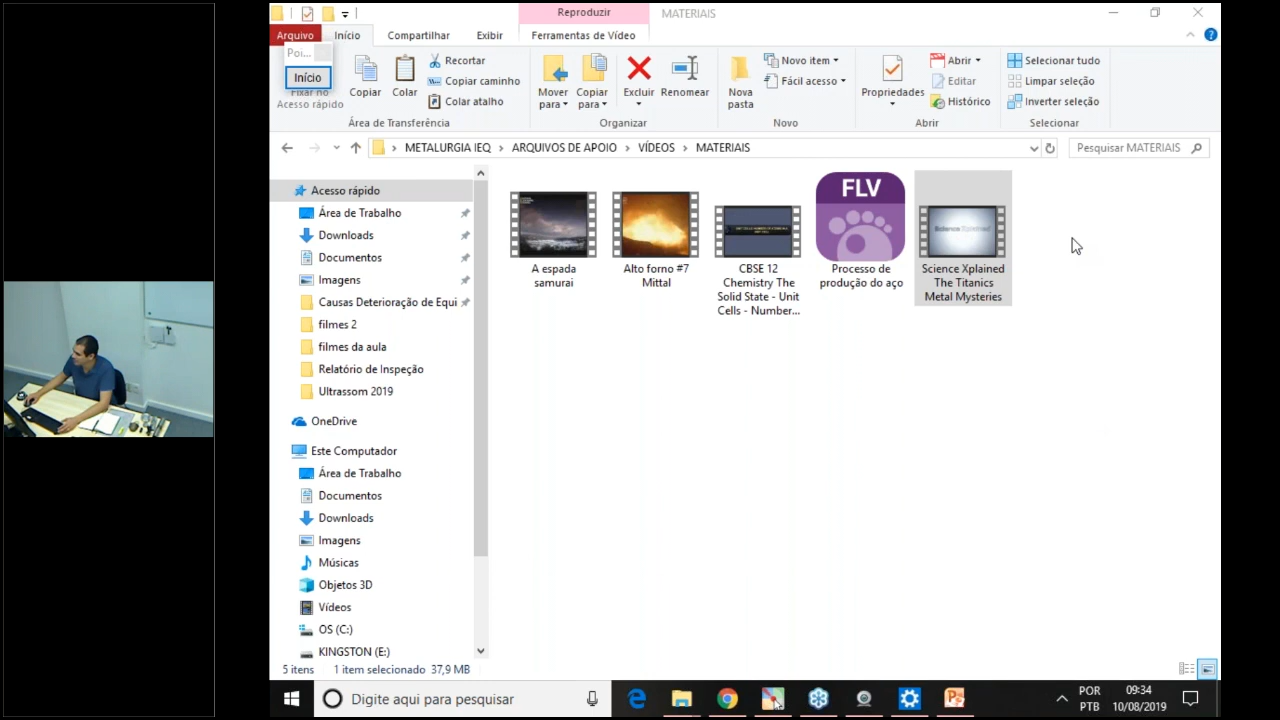 Reproduzir
MATERIAIS
Arquivo
Início
Compartilhar
Exibir
Ferramentas de Vídeo
Poi...
Início
Fixar no
Acesso rápido
Copiar
Colar
Recortar
Copiar caminho
Colar atalho
Mover
para
Copiar
para
Excluir
Renomear
Nova
pasta
Novo item
Fácil acesso
Propriedades
Abrir
Editar
Histórico
Selecionar tudo
Limpar seleção
Inverter seleção
Área de Transferência
Organizar
Novo
Abrir
Selecionar
METALURGIA IEQ
ARQUIVOS DE APOIO
VÍDEOS
MATERIAIS
Pesquisar MATERIAIS
Acesso rápido
Área de Trabalho
Downloads
Documentos
Imagens
Causas Deterioração de Equi
filmes 2
filmes da aula
Relatório de Inspeção
Ultrassom 2019
OneDrive
Este Computador
Área de Trabalho
Documentos
Downloads
Imagens
Músicas
Objetos 3D
Vídeos
OS (C:)
KINGSTON (E:)
A espada
samurai
Alto forno #7
Mittal
CBSE 12
Chemistry The
Solid State - Unit
Cells - Number...
FLV
Processo de
produção do aço
Science Xplained
Science Xplained
The Titanics
Metal Mysteries
5 itens
1 item selecionado 37,9 MB
Digite aqui para pesquisar
POR
PTB
09:34
10/08/2019